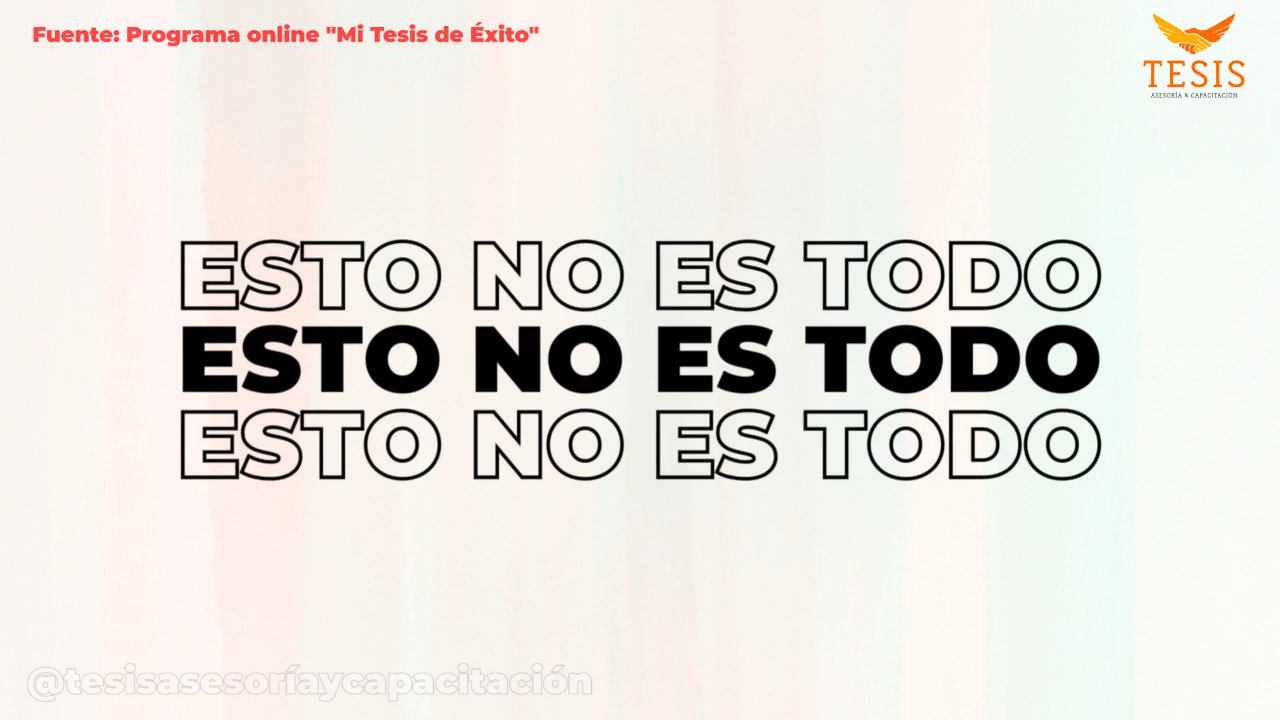 Fuente: Programa online "Mi Tesis de Éxito"
TESIS
ASESORÍA & CAPACITACIÓN
ESTO NO ES TODO
ESTO NO ES TODO
ESTO NO ES TODO
@tesisasesoríaycapacitación